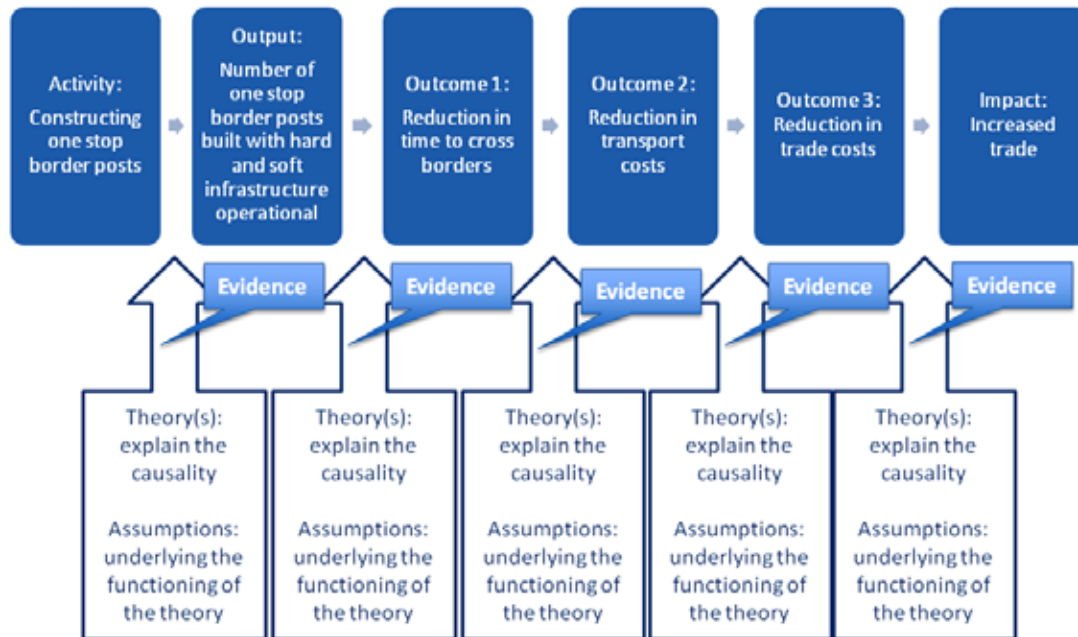 Activity:
Constructing
one stop
border posts
Output:
Number of
one stop
border posts
built with hard
and soft
infrastructure
operational
Outcome 1:
Reduction in
time to cross
borders
Outcome 2:
Reduction in
transport
costs
Outcome 3:
Reduction in
trade costs
Impact:
Increased
trade
Evidence
Evidence
Evidence
Evidence
Evidence
Theory(s):
explain the
causality
Assumptions:
underlying the
functioning of
the theory
Theory(s):
explain the
causality
Assumptions:
underlying the
functioning of
the theory
Theory(s):
explain the
causality
Assumptions:
underlying the
functioning of
the theory
Theory(s):
explain the
causality
Assumptions:
underlying the
functioning of
the theory
Theory(s):
explain the
causality
Assumptions:
underlying the
functioning of
the theory